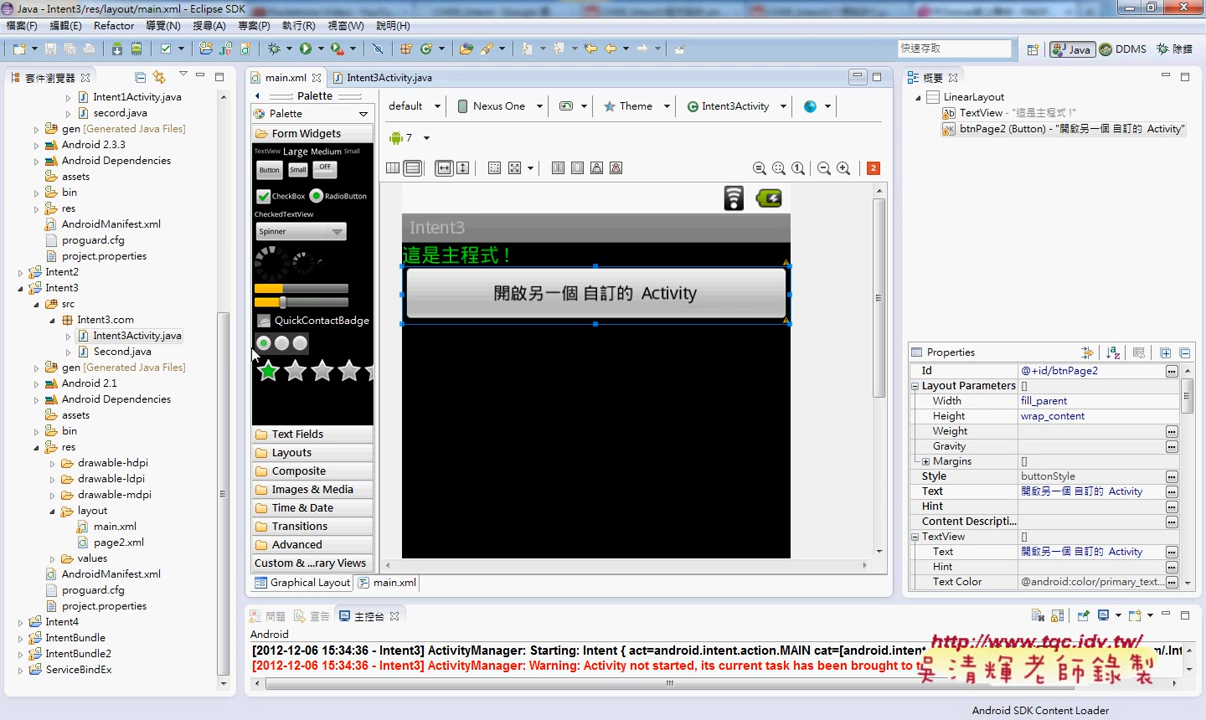 Java - Intent3/res/layout/main.xml - Eclipse SDK
檔案(F) 編輯(E) Refactor 導覽(N) 搜尋(A) 專案(P) 執行(R) 視窗(W) 說明(H)
快速存取
Java
DDMS
除錯
套件瀏覽器
Intent1Activity.java
second.java
gen [Generated Java Files]
Android 2.3.3
Android Dependencies
assets
bin
res
AndroidManifest.xml
proguard.cfg
project.properties
Intent2
Intent3
src
Intent3.com
Intent3Activity.java
Second.java
gen [Generated Java Files]
Android 2.1
Android Dependencies
assets
bin
res
drawable-hdpi
drawable-ldpi
drawable-mdpi
layout
main.xml
page2.xml
values
AndroidManifest.xml
proguard.cfg
project.properties
Intent4
IntentBundle
IntentBundle2
ServiceBindEx
main.xml
Intent3Activity.java
Palette
Palette
Form Widgets
TextView Large Medium Small
Button Small OFF
CheckBox RadioButton
CheckedTextView
Spinner
QuickContactBadge
Text Fields
Layouts
Composite
Images & Media
Time & Date
Transitions
Advanced
Custom & ...rary Views
default Nexus One Theme Intent3Activity
7
2
Intent3
這是主程式！
開啟另一個 自訂的 Activity
Graphical Layout main.xml
概要
LinearLayout
TextView - "這是主程式！"
btnPage2 (Button) - "開啟另一個 自訂的 Activity"
Properties
Id @+id/btnPage2
Layout Parameters []
Width fill_parent
Height wrap_content
Weight
Gravity
Margins []
Style buttonStyle
Text 開啟另一個 自訂的 Activity
Hint
Content Descripti...
TextView []
Text 開啟另一個 自訂的 Activity
Hint
Text Color @android:color/primary_text...
問題 宣告 主控台
Android
[2012-12-06 15:34:36 - Intent3] ActivityManager: Starting: Intent { act=android.intent.action.MAIN cat=[android.intent
[2012-12-06 15:34:36 - Intent3] ActivityManager: Warning: Activity not started, its current task has been brought to
http://www.tqc.idv.tw/
吳清輝老師錄製
Android SDK Content Loader